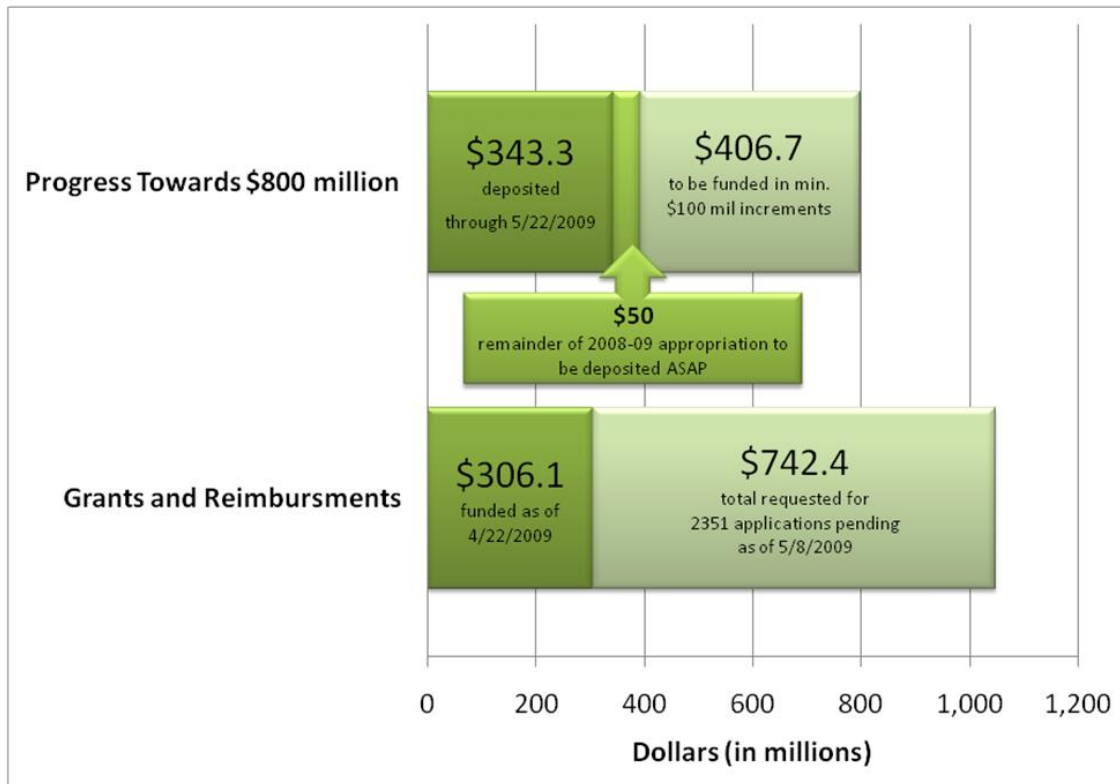 Progress Towards $800 million
$343.3
deposited
through 5/22/2009
$406.7
to be funded in min.
$100 mil increments
$50
remainder of 2008-09 appropriation to
be deposited ASAP
Grants and Reimbursments
$306.1
funded as of
4/22/2009
$742.4
total requested for
2351 applications pending
as of 5/8/2009
0 200 400 600 800 1,000 1,200
Dollars (in millions)